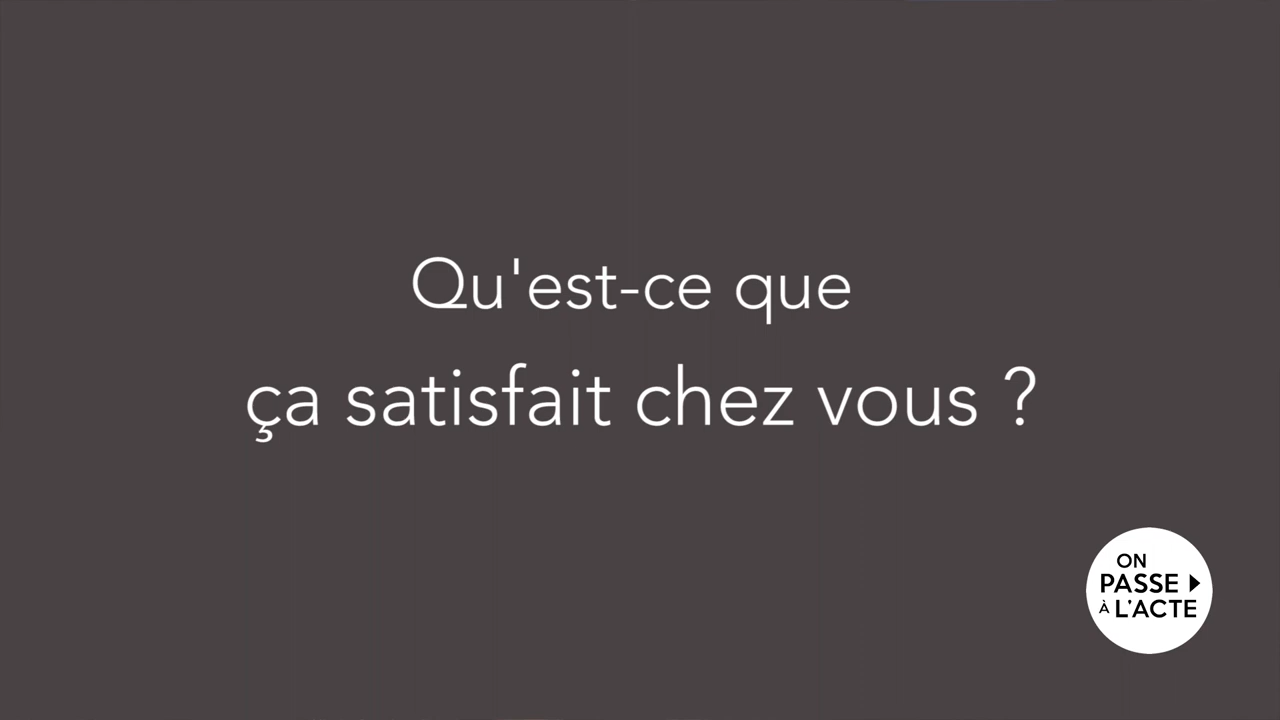 Qu'est-ce que
ça satisfait chez vous ?
ON
PASSE
À L'ACTE